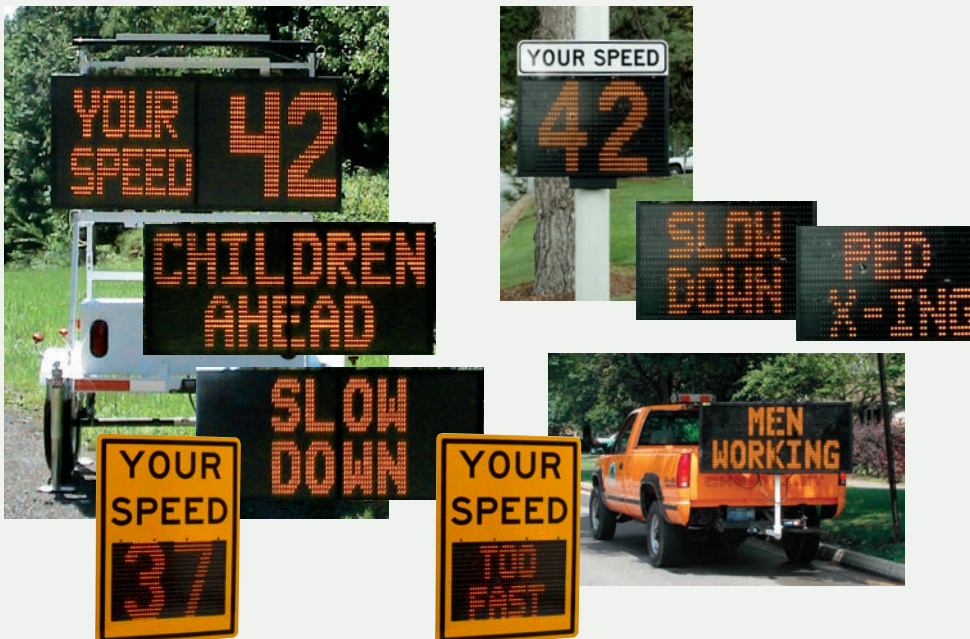 YOUR SPEED 42
YOUR SPEED
42
CHILDREN
AHEAD
SLOW
DOWN
PED
X-ING
SLOW
DOWN
MEN
WORKING
CHEVROLET
YOUR
SPEED
37
YOUR
SPEED
TOO
FAST